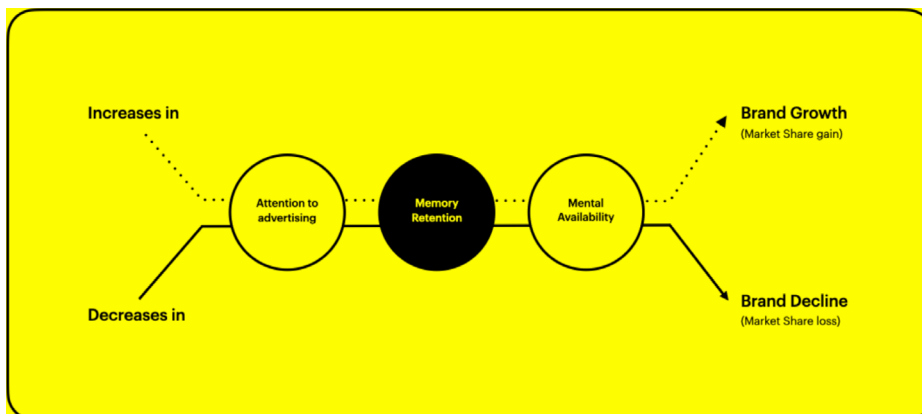 Increases in
Brand Growth
(Market Share gain)
Attention to
advertising
Memory
Retention
Mental
Availability
Decreases in
Brand Decline
(Market Share loss)